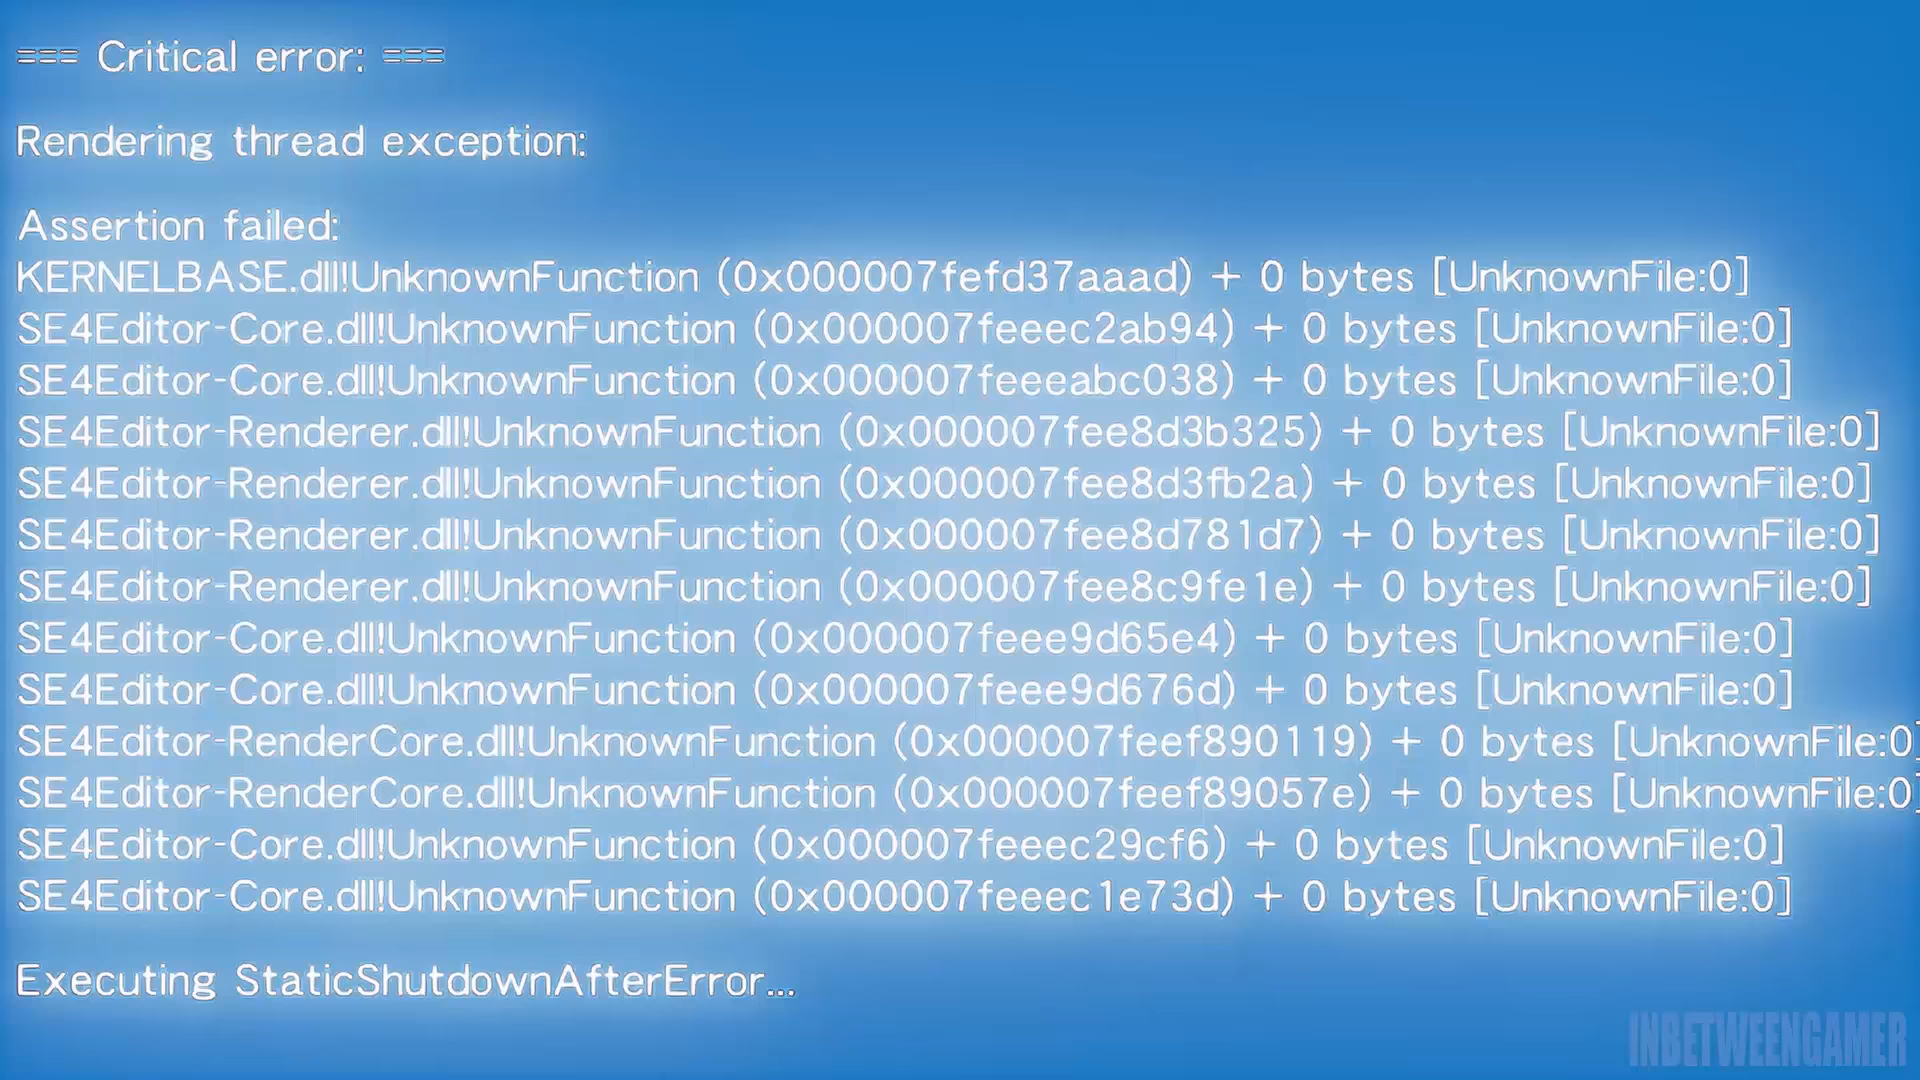 === Critical error: ===
Rendering thread exception:
Assertion failed:
KERNELBASE.dll!UnknownFunction (0x000007fefd37aaad) + 0 bytes [UnknownFile:0]
SE4Editor-Core.dll!UnknownFunction (0x000007feeec2ab94) + 0 bytes [UnknownFile:0]
SE4Editor-Core.dll!UnknownFunction (0x000007feeeabc038) + 0 bytes [UnknownFile:0]
SE4Editor-Renderer.dll!UnknownFunction (0x000007fee8d3b325) + 0 bytes [UnknownFile:0]
SE4Editor-Renderer.dll!UnknownFunction (0x000007fee8d3fb2a) + 0 bytes [UnknownFile:0]
SE4Editor-Renderer.dll!UnknownFunction (0x000007fee8d781d7) + 0 bytes [UnknownFile:0]
SE4Editor-Renderer.dll!UnknownFunction (0x000007fee8c9fe1e) + 0 bytes [UnknownFile:0]
SE4Editor-Core.dll!UnknownFunction (0x000007feee9d65e4) + 0 bytes [UnknownFile:0]
SE4Editor-Core.dll!UnknownFunction (0x000007feee9d676d) + 0 bytes [UnknownFile:0]
SE4Editor-RenderCore.dll!UnknownFunction (0x000007feef890119) + 0 bytes [UnknownFile:0]
SE4Editor-RenderCore.dll!UnknownFunction (0x000007feef89057e) + 0 bytes [UnknownFile:0]
SE4Editor-Core.dll!UnknownFunction (0x000007feeec29cf6) + 0 bytes [UnknownFile:0]
SE4Editor-Core.dll!UnknownFunction (0x000007feeec1e73d) + 0 bytes [UnknownFile:0]
Executing StaticShutdownAfterError...
INBETWEENGAMER